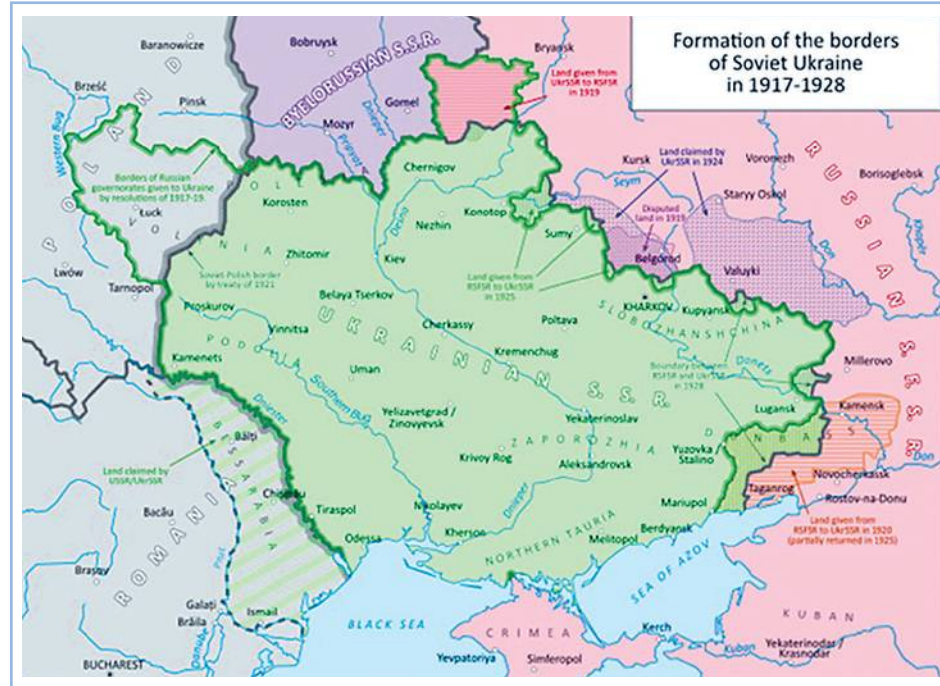 Formation of the borders
of Soviet Ukraine
in 1917-1928
Baranowicze
Bobruysk
Bryansk
Brześć
Pinsk
BYELORUSSIAN S.S.R.
Gomel
Mozyr
Dnieper
Pripyat
Western Bug
POLAND
Land given from
UkrSSR to RSFSR
in 1919
Borders of Russian
governorates given to Ukraine
by resolutions of 1917-19.
Chernigov
Kursk
Land claimed by
UkrSSR in 1924
Voronezh
RUSSIAN S.F.S.R.
Borisoglebsk
Staryy Oskol
Seym
Disputed
land in 1919
Don
Khopér
Łuck
VOLHNIA
POLE
Korosten
Desna
Nezhin
Konotop
Sumy
Belgorod
Valuyki
Zhitomir
Kiev
Lwów
Soviet-Polish border
by treaty of 1921
Land given from
RSFSR to UkrSSR
in 1925
Tarnopol
Proskurov
Belaya Tserkov
KHARKOV
Kupyansk
SLOBOZHANSHCHINA
Vinnitsa
Cherkassy
Poltava
UKRAINIAN S.S.R.
PODOLIA
Kamenets
Uman
Kremenchug
Donets
Boundary between
RSFSR and UkrSSR
in 1928
Millerovo
Dniester
Southern Bug
Yelizavetgrad /
Zinovyevsk
Yekaterinoslav
Lugansk
Kamensk
DONBASS
Bălți
BESSARABIA
Land claimed by
USSR/UkrSSR
Krivoy Rog
ZAPOROZHIA
Aleksandrovsk
Yuzovka /
Stalino
Don
Novocherkassk
Taganrog
Rostov-na-Donu
Chișinău
Tiraspol
Nikolayev
Dnieper
Mariupol
Bacău
ROMANIA
Prut
Kherson
Melitopol
Berdyansk
Land given from
RSFSR to UkrSSR in 1920
(partially returned in 1925)
Odessa
NORTHERN TAURIA
Brașov
SEA OF AZOV
Galați
Ismail
Brăila
BLACK SEA
KUBAN
Danube
CRIMEA
Kerch
Kuban
Yekaterinodar /
Krasnodar
Yevpatoriya
Simferopol
BUCHAREST